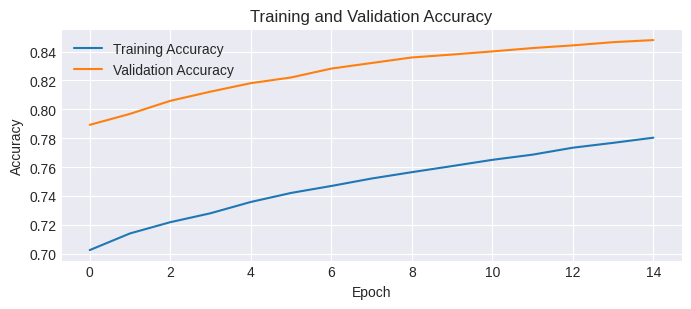 Training and Validation Accuracy
Training Accuracy
Validation Accuracy
Accuracy
0.84
0.82
0.80
0.78
0.76
0.74
0.72
0.70
0 2 4 6 8 10 12 14
Epoch